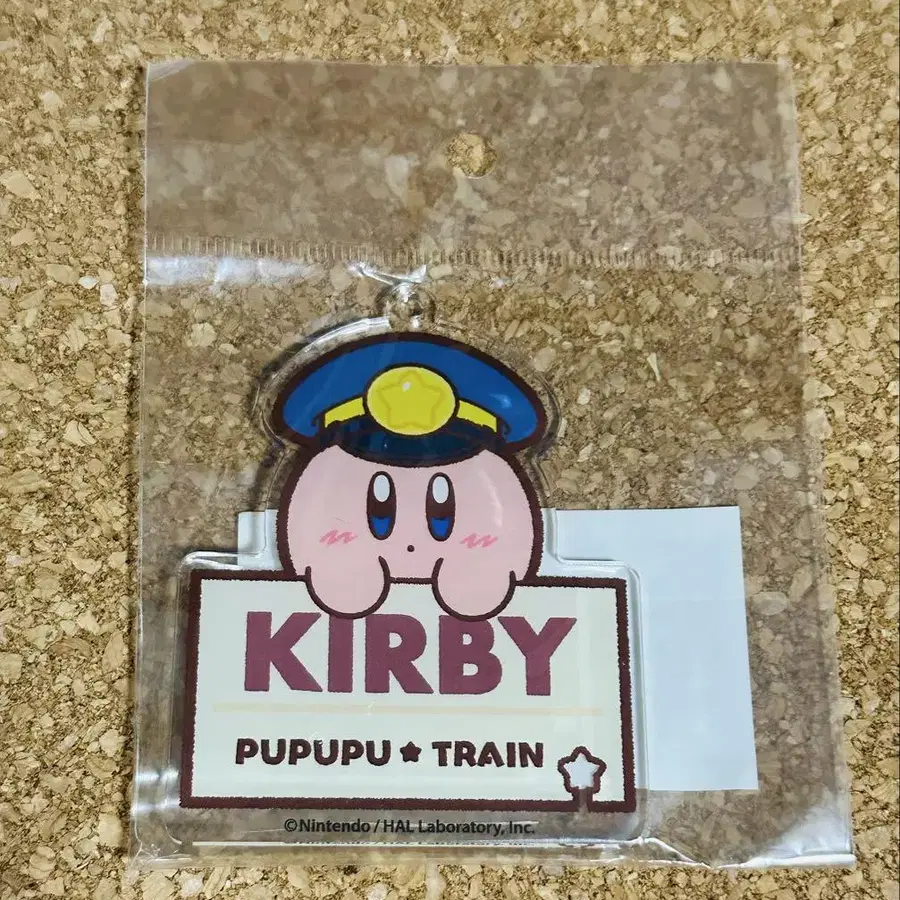 KIRBY
PUPUPU★TRAIN
©Nintendo / HAL Laboratory, Inc.